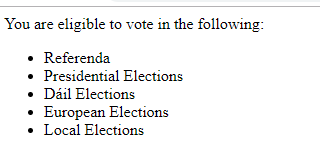 You are eligible to vote in the following:
Referenda
Presidential Elections
Dáil Elections
European Elections
Local Elections